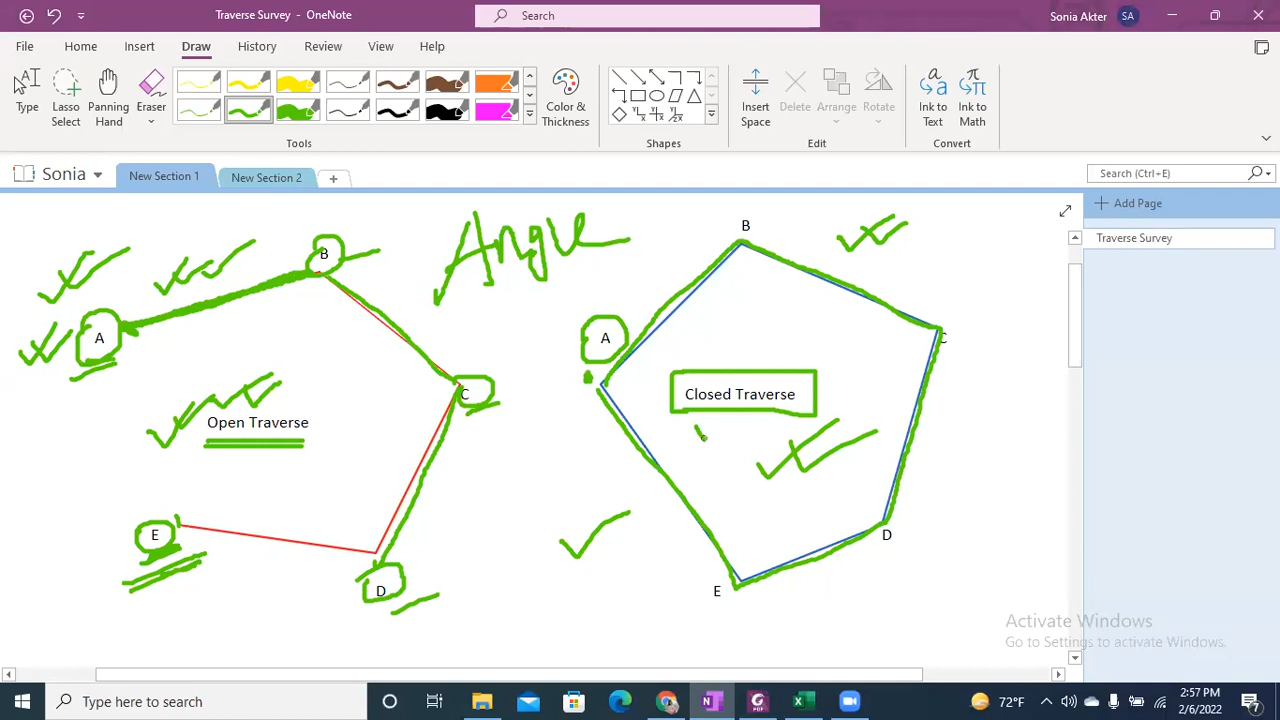 Traverse Survey - OneNote
Search
Sonia Akter
SA
File Home Insert Draw History Review View Help
Type
Lasso Select
Panning Hand
Eraser
Color & Thickness
Insert Space
Delete
Arrange
Rotate
Ink to Text
Ink to Math
Tools
Shapes
Edit
Convert
Sonia
New Section 1
New Section 2
Search (Ctrl+E)
Add Page
Traverse Survey
Angle
B
A
C
Open Traverse
E
D
B
A
C
Closed Traverse
D
E
Activate Windows
Go to Settings to activate Windows.
Type here to search
72°F
2:57 PM
2/6/2022
7